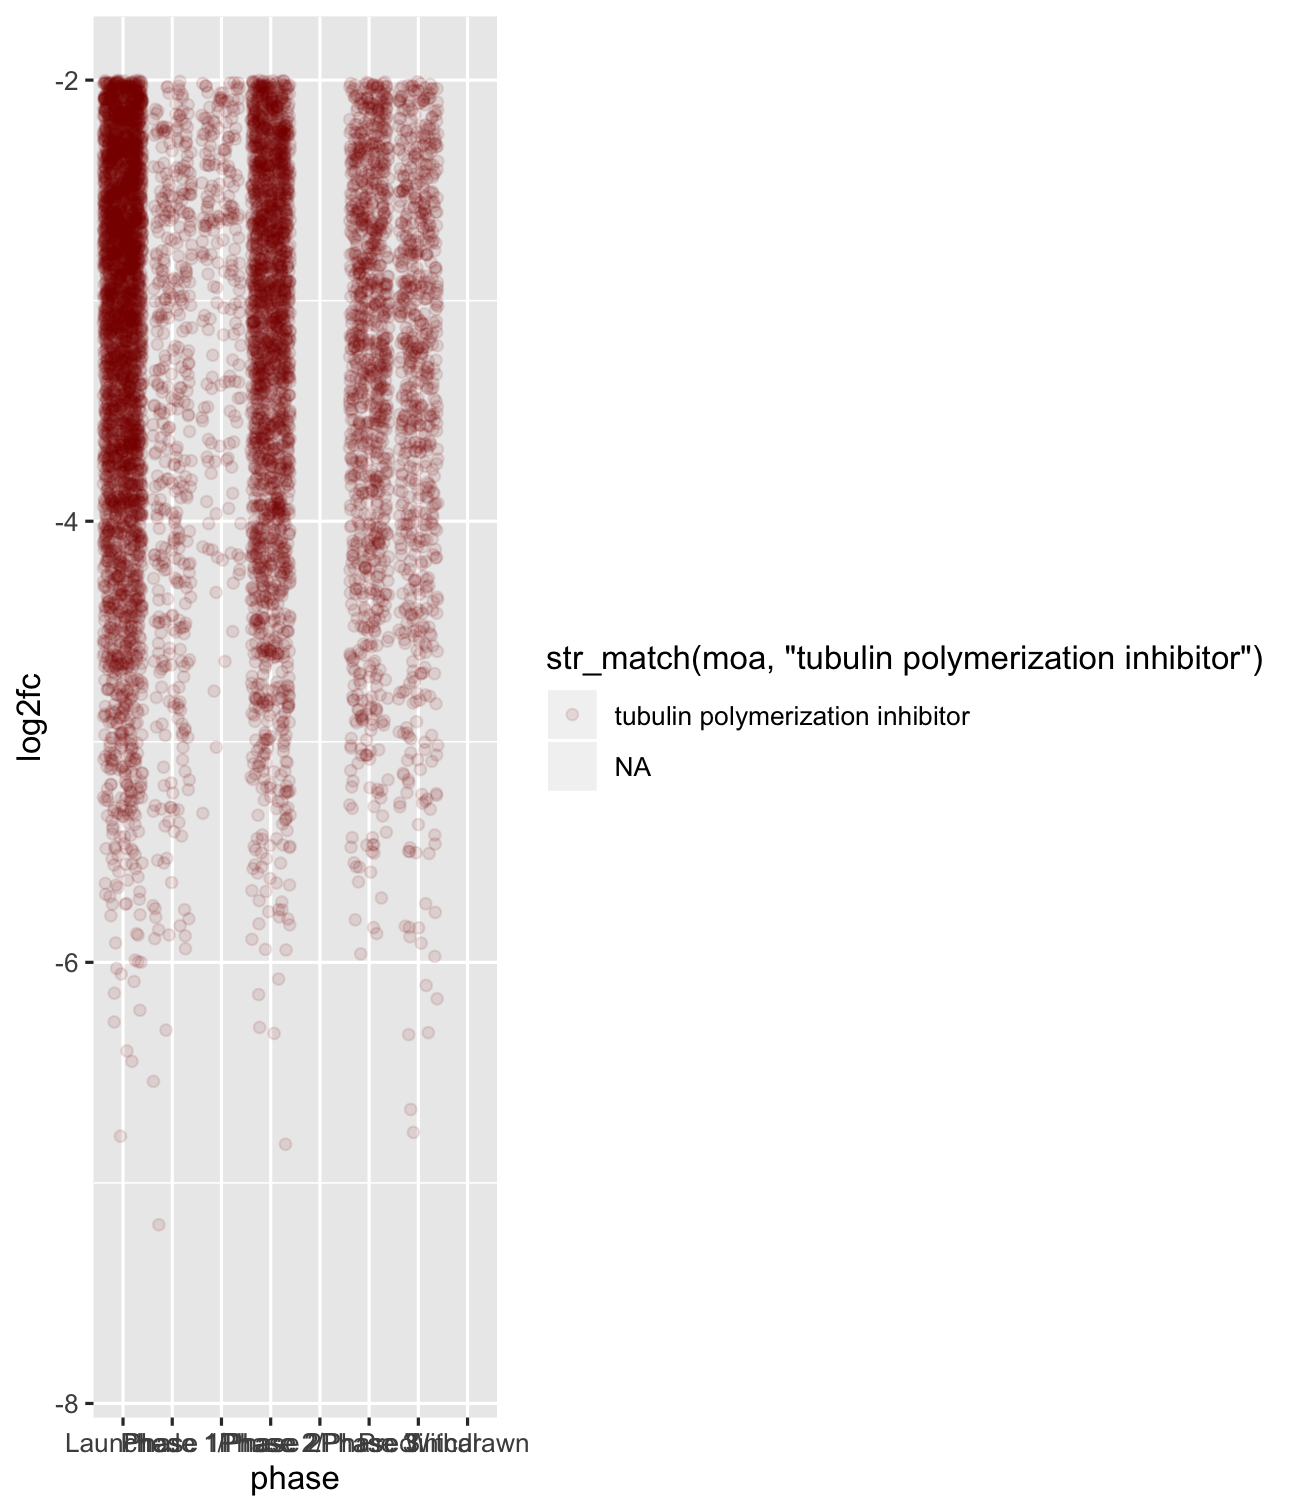 -2
-4
-6
-8
log2fc
str_match(moa, "tubulin polymerization inhibitor")
tubulin polymerization inhibitor
NA
phase